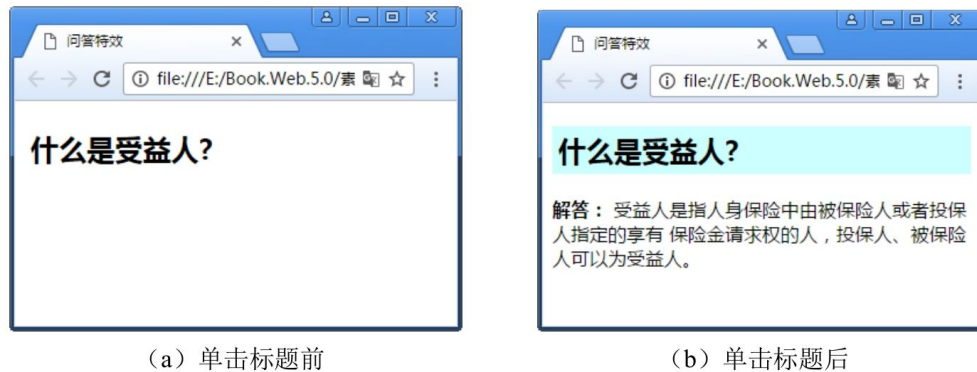 问答特效
file:///E:/Book.Web.5.0/素
什么是受益人?
(a)单击标题前
问答特效
file:///E:/Book.Web.5.0/素
什么是受益人?
解答: 受益人是指人身保险中由被保险人或者投保
人指定的享有 保险金请求权的人,投保人、被保险
人可以为受益人。
(b)单击标题后